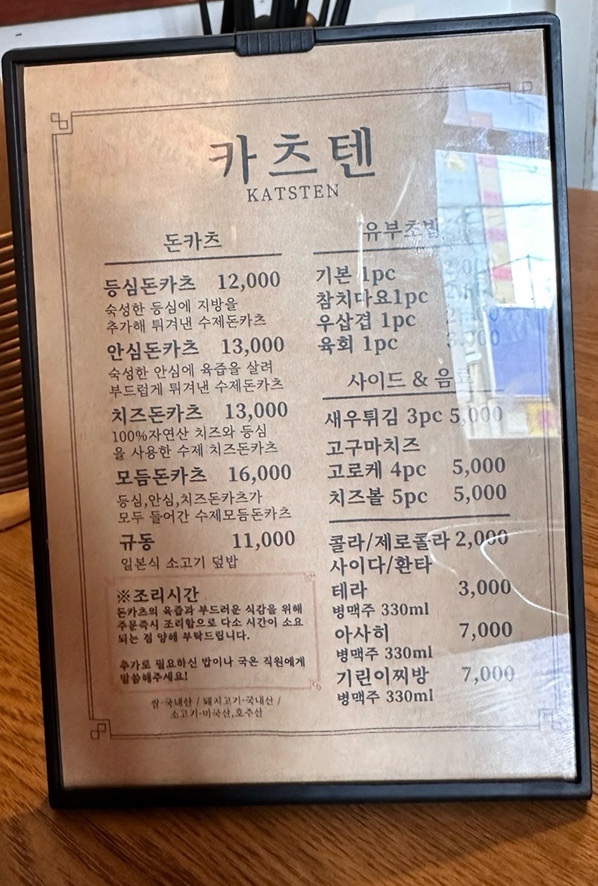 카츠텐
KATSTEN
돈카츠
등심돈카츠 12,000
숙성한 등심에 지방을
추가해 튀겨낸 수제돈카츠
안심돈카츠 13,000
숙성한 안심에 육즙을 살려
부드럽게 튀겨낸 수제돈카츠
치즈돈카츠 13,000
100%자연산 치즈와 등심
을 사용한 수제 치즈돈카츠
모듬돈카츠 16,000
등심,안심,치즈돈카츠가
모두 들어간 수제모듬돈카츠
규동 11,000
일본식 소고기 덮밥
※조리시간
돈카츠의 육즙과 부드러운 식감을 위해
주문즉시 조리함으로 다소 시간이 소요
되는 점 양해 부탁드립니다.
추가로 필요하신 밥이나 국은 직원에게
말씀해주세요!
쌀-국내산 / 돼지고기-국내산 /
소고기-미국산,호주산
유부초밥
기본 1pc
참치다요1pc
우삽겹 1pc
육회 1pc
사이드 & 음료
새우튀김 3pc 5,000
고구마치즈
고로케 4pc 5,000
치즈볼 5pc 5,000
콜라/제로콜라 2,000
사이다/환타
테라 3,000
병맥주 330ml
아사히 7,000
병맥주 330ml
기린이찌방 7,000
병맥주 330ml